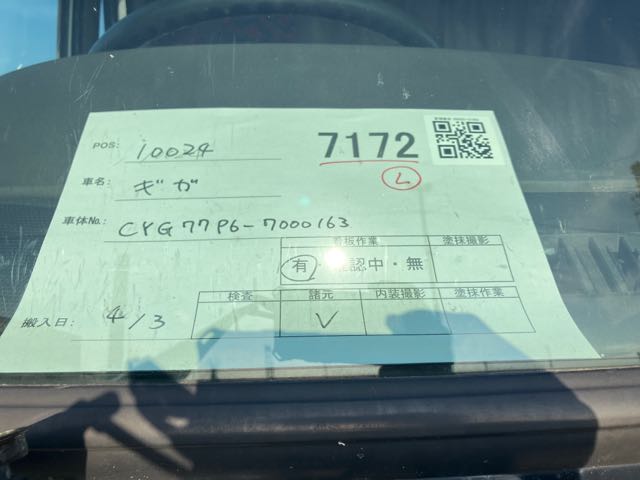 POS: 10024
7172
L
車名: ギガ
車体No.: CYG77P6-7000163
看板作業 塗抹撮影
有 確認中・無
検査 諸元 内装撮影 塗抹作業
搬入日: 4/3 V